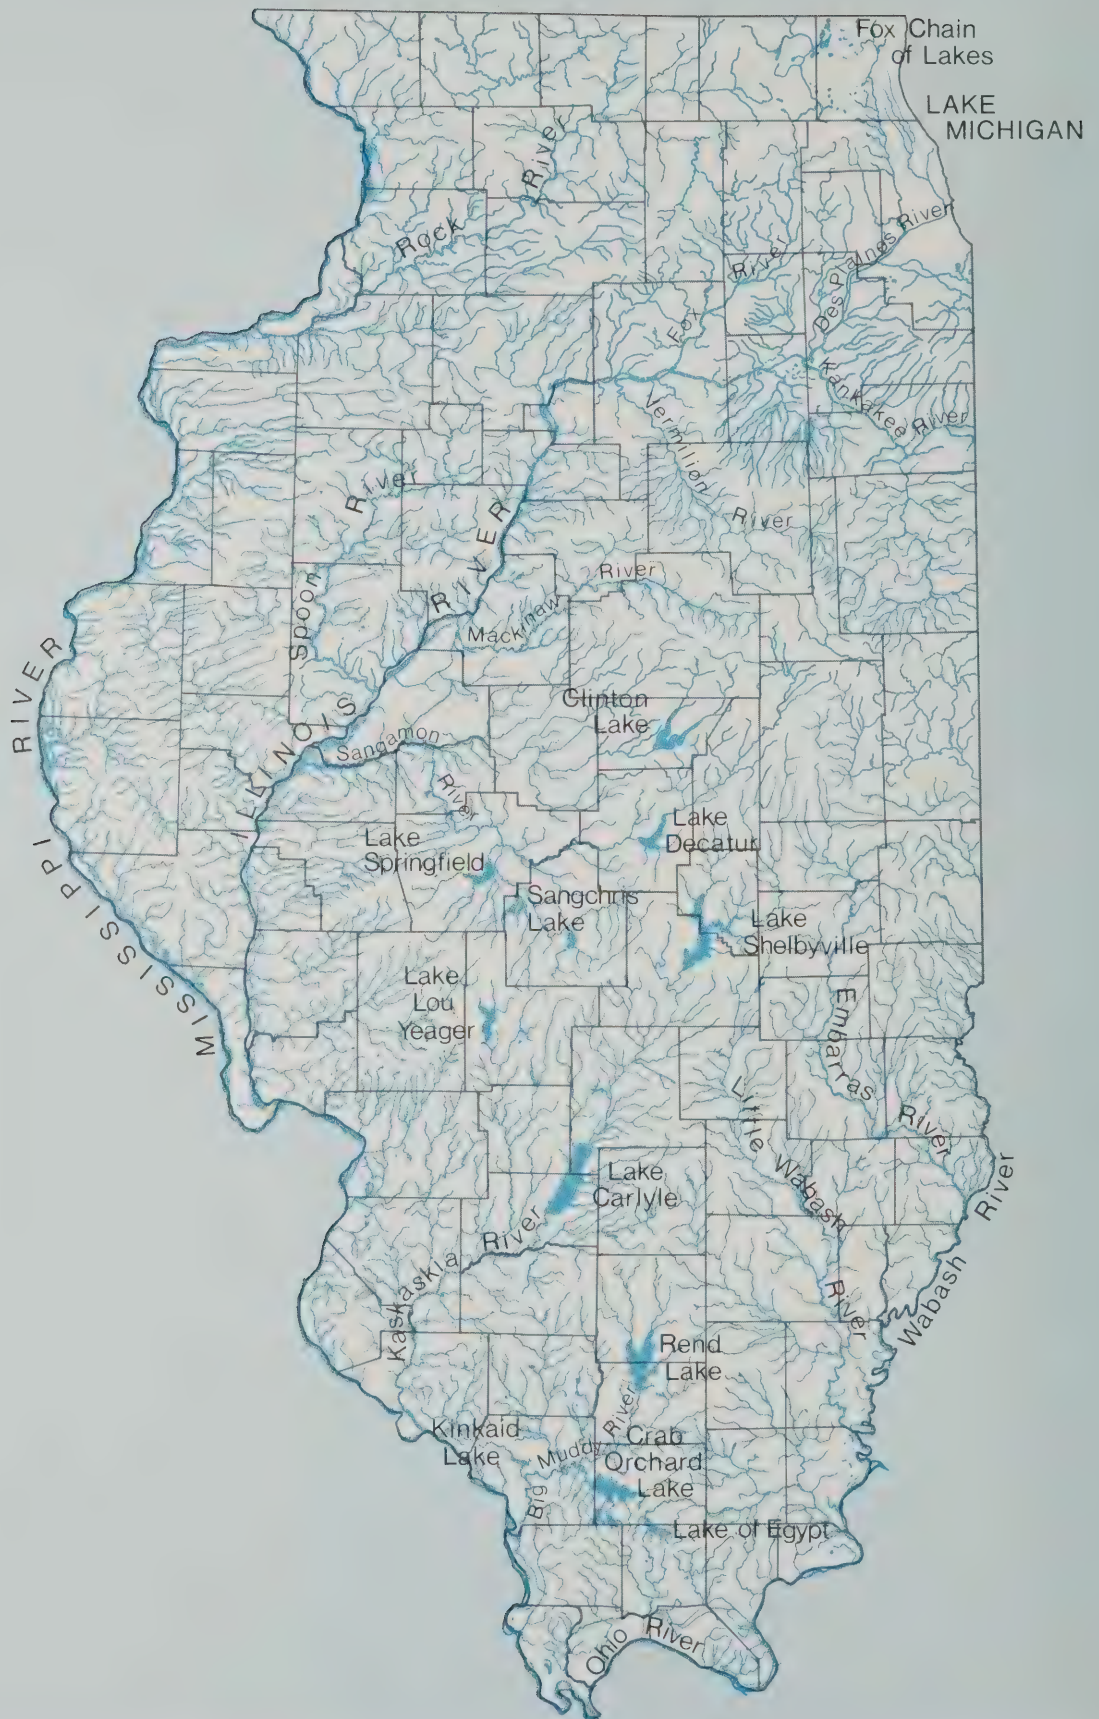 Fox Chain
of Lakes
LAKE
MICHIGAN
Rock River
Des Plaines River
Fox River
Kankakee River
Vermilion River
Spoon River
Mackinaw River
ILLINOIS RIVER
MISSISSIPPI RIVER
Clinton
Lake
Sangamon River
Lake
Decatur
Lake
Springfield
Sangchris
Lake
Lake
Shelbyville
Lake
Lou
Yeager
Embarras River
Little Wabash River
Wabash River
Lake
Carlyle
Kaskaskia River
Rend
Lake
Kinkaid
Lake
Big Muddy River
Crab
Orchard
Lake
Lake of Egypt
Ohio River